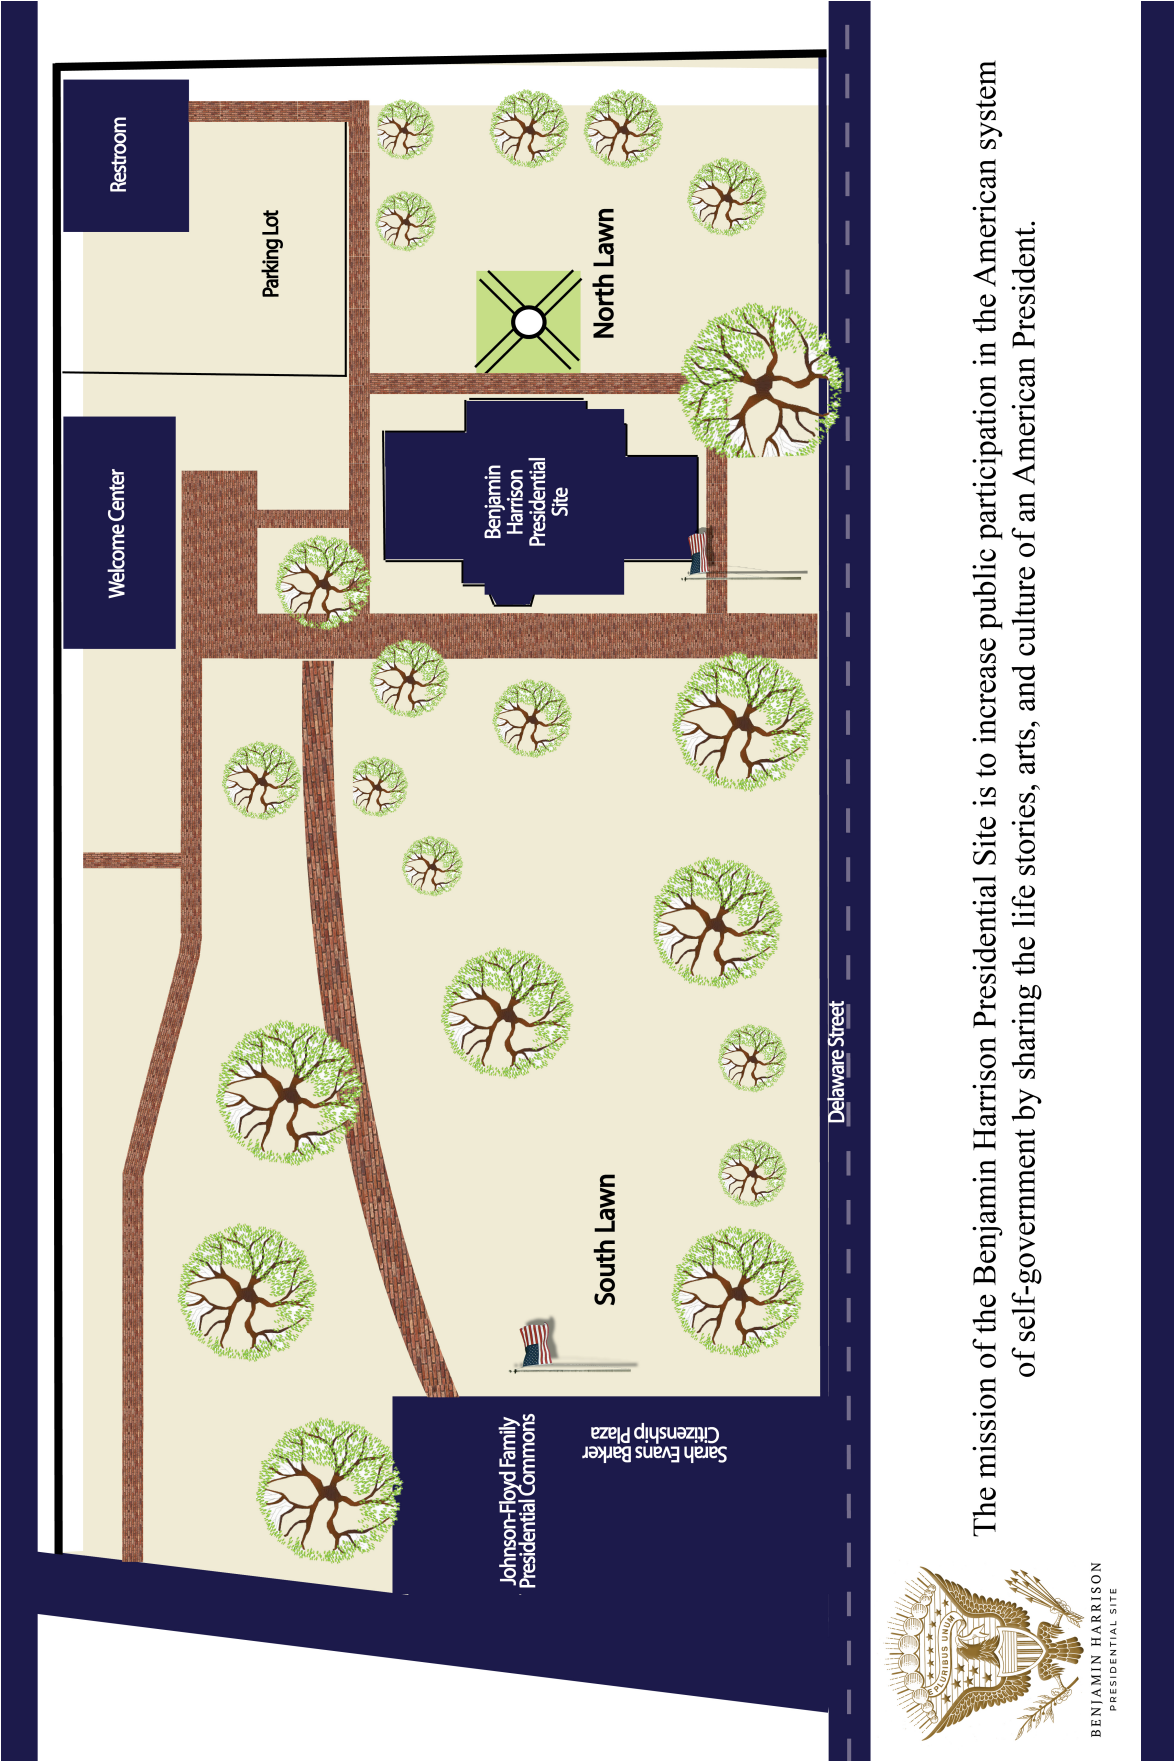 Restroom
Parking Lot
North Lawn
Welcome Center
Benjamin
Harrison
Presidential
Site
South Lawn
Delaware Street
Johnson-Floyd Family
Presidential Commons
Sarah Evans Barker
Citizenship Plaza
The mission of the Benjamin Harrison Presidential Site is to increase public participation in the American system
of self-government by sharing the life stories, arts, and culture of an American President.
E PLURIBUS UNUM
BENJAMIN HARRISON
PRESIDENTIAL SITE